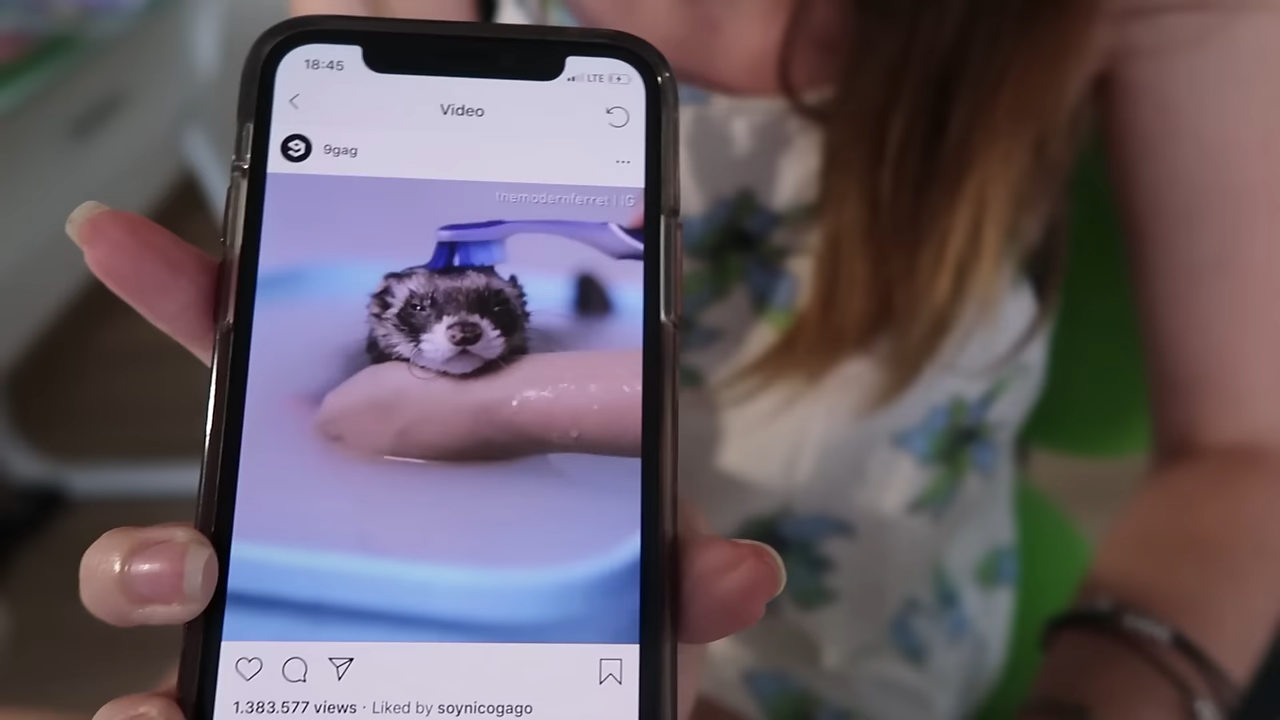 18:45
LTE
Video
9gag
themodernferret | IG
1.383.577 views · Liked by soynicogago